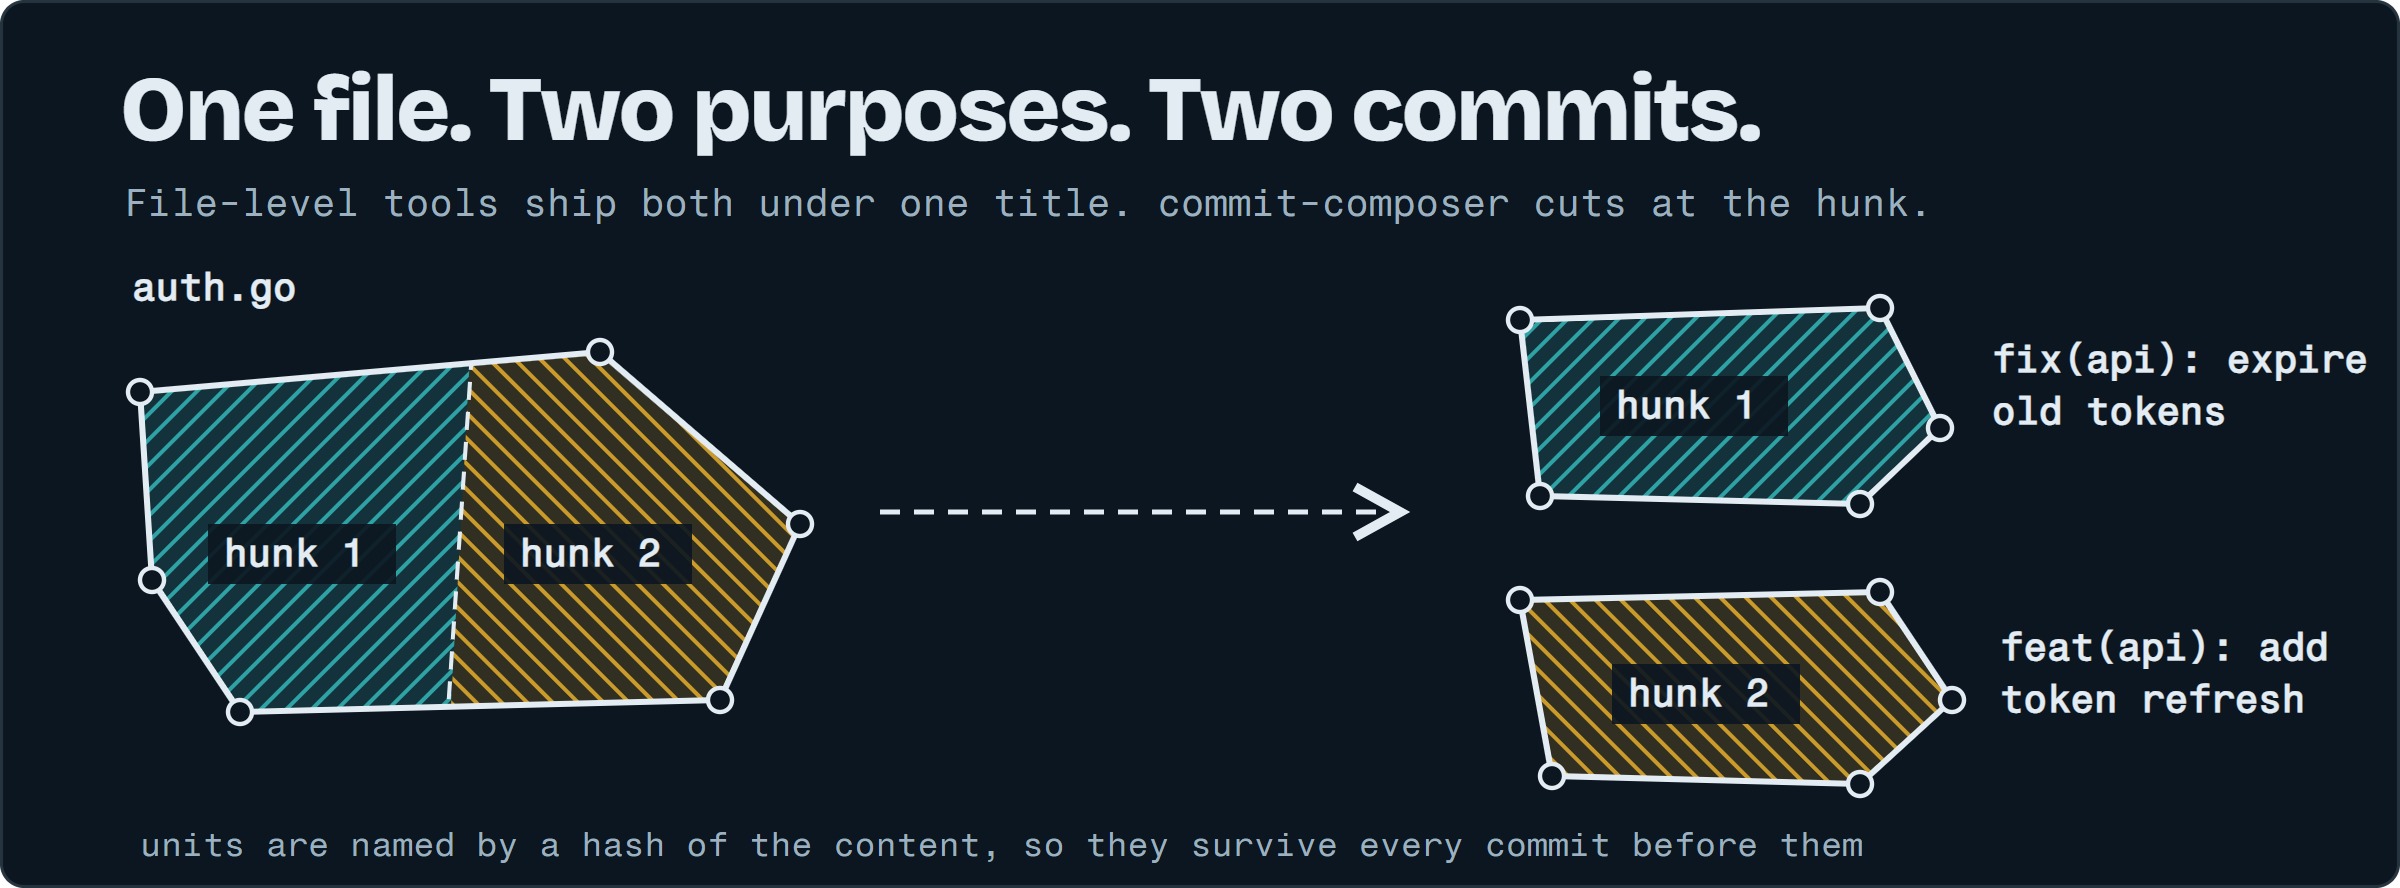 One file. Two purposes. Two commits.
File-level tools ship both under one title. commit-composer cuts at the hunk.
auth.go
hunk 1
hunk 2
hunk 1
fix(api): expire
old tokens
hunk 2
feat(api): add
token refresh
units are named by a hash of the content, so they survive every commit before them